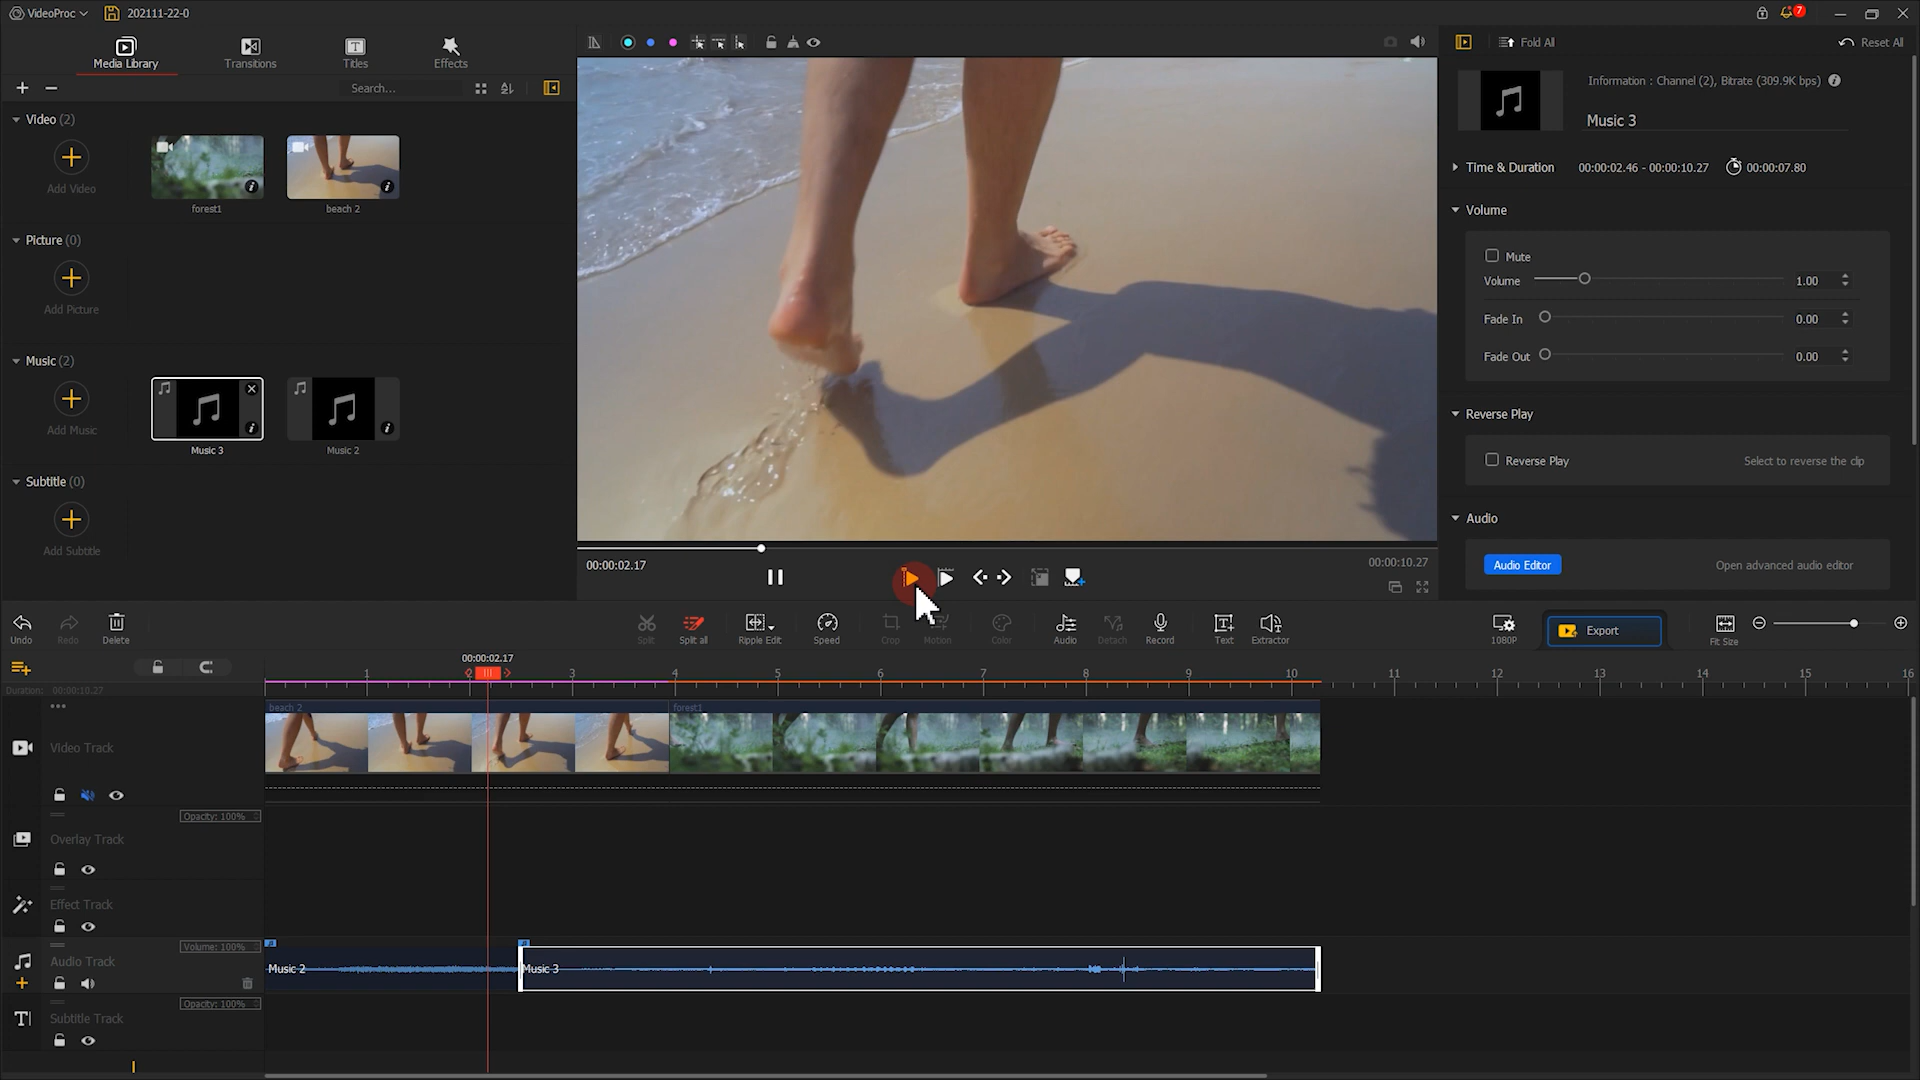 VideoProc
202111-22-0
7
Media Library
Transitions
Titles
Effects
Search...
Fold All
Reset All
Information : Channel (2), Bitrate (309.9K bps)
Music 3
Time & Duration
00:00:02.46 - 00:00:10.27
00:00:07.80
Volume
Mute
Volume
1.00
Fade In
0.00
Fade Out
0.00
Reverse Play
Reverse Play
Select to reverse the clip
Audio
Audio Editor
Open advanced audio editor
Video (2)
Add Video
forest1
beach 2
Picture (0)
Add Picture
Music (2)
Add Music
Music 3
Music 2
Subtitle (0)
Add Subtitle
00:00:02.17
00:00:10.27
Undo
Redo
Delete
Split
Split all
Ripple Edit
Speed
Crop
Motion
Color
Audio
Detach
Record
Text
Extractor
1080P
Export
Fit Size
00:00:02.17
1 2 3 4 5 6 7 8 9 10 11 12 13 14 15 16
Duration: 00:00:10.27
beach 2
forest1
Video Track
Opacity: 100%
Overlay Track
Effect Track
Volume: 100%
Audio Track
Music 2
Music 3
Opacity: 100%
Subtitle Track